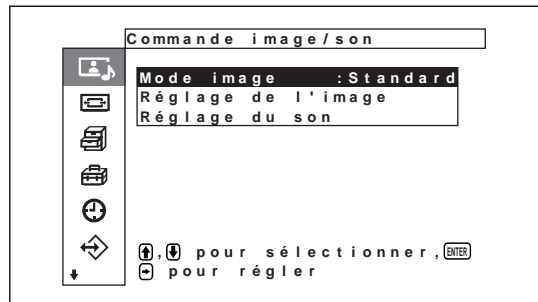 Commande image/son
Mode image :Standard
Réglage de l'image
Réglage du son
, pour sélectionner, ENTER
pour régler